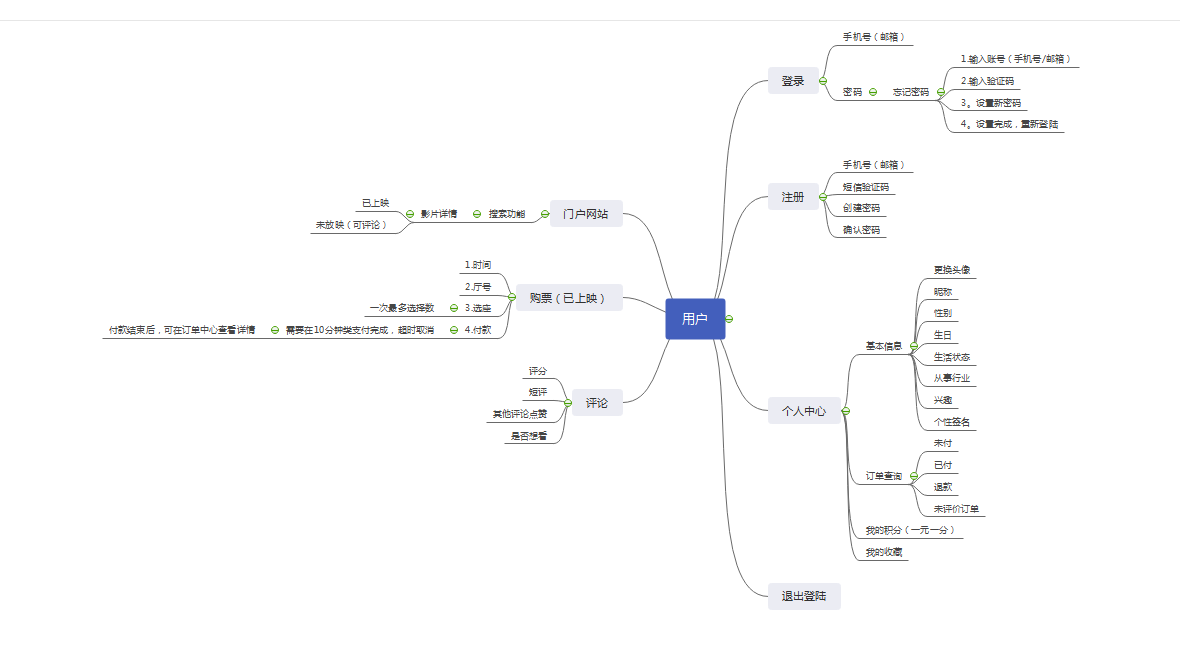 用户
登录
手机号（邮箱）
密码
忘记密码
1.输入账号（手机号/邮箱）
2.输入验证码
3。设置新密码
4。设置完成，重新登陆
注册
手机号（邮箱）
短信验证码
创建密码
确认密码
个人中心
基本信息
更换头像
昵称
性别
生日
生活状态
从事行业
兴趣
个性签名
订单查询
未付
已付
退款
未评价订单
我的积分（一元一分）
我的收藏
退出登陆
门户网站
搜索功能
影片详情
已上映
未放映（可评论）
购票（已上映）
1.时间
2.厅号
3.选座
一次最多选择数
4.付款
需要在10分钟类支付完成，超时取消
付款结束后，可在订单中心查看详情
评论
评分
短评
其他评论点赞
是否想看